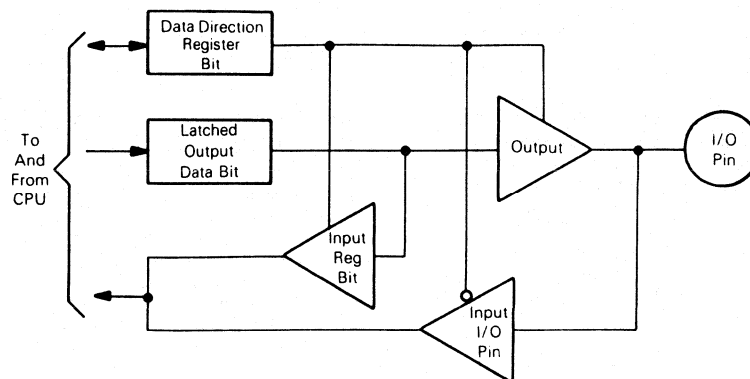 Data Direction
Register
Bit
To
And
From
CPU
Latched
Output
Data Bit
Output
I/O
Pin
Input
Reg
Bit
Input
I/O
Pin